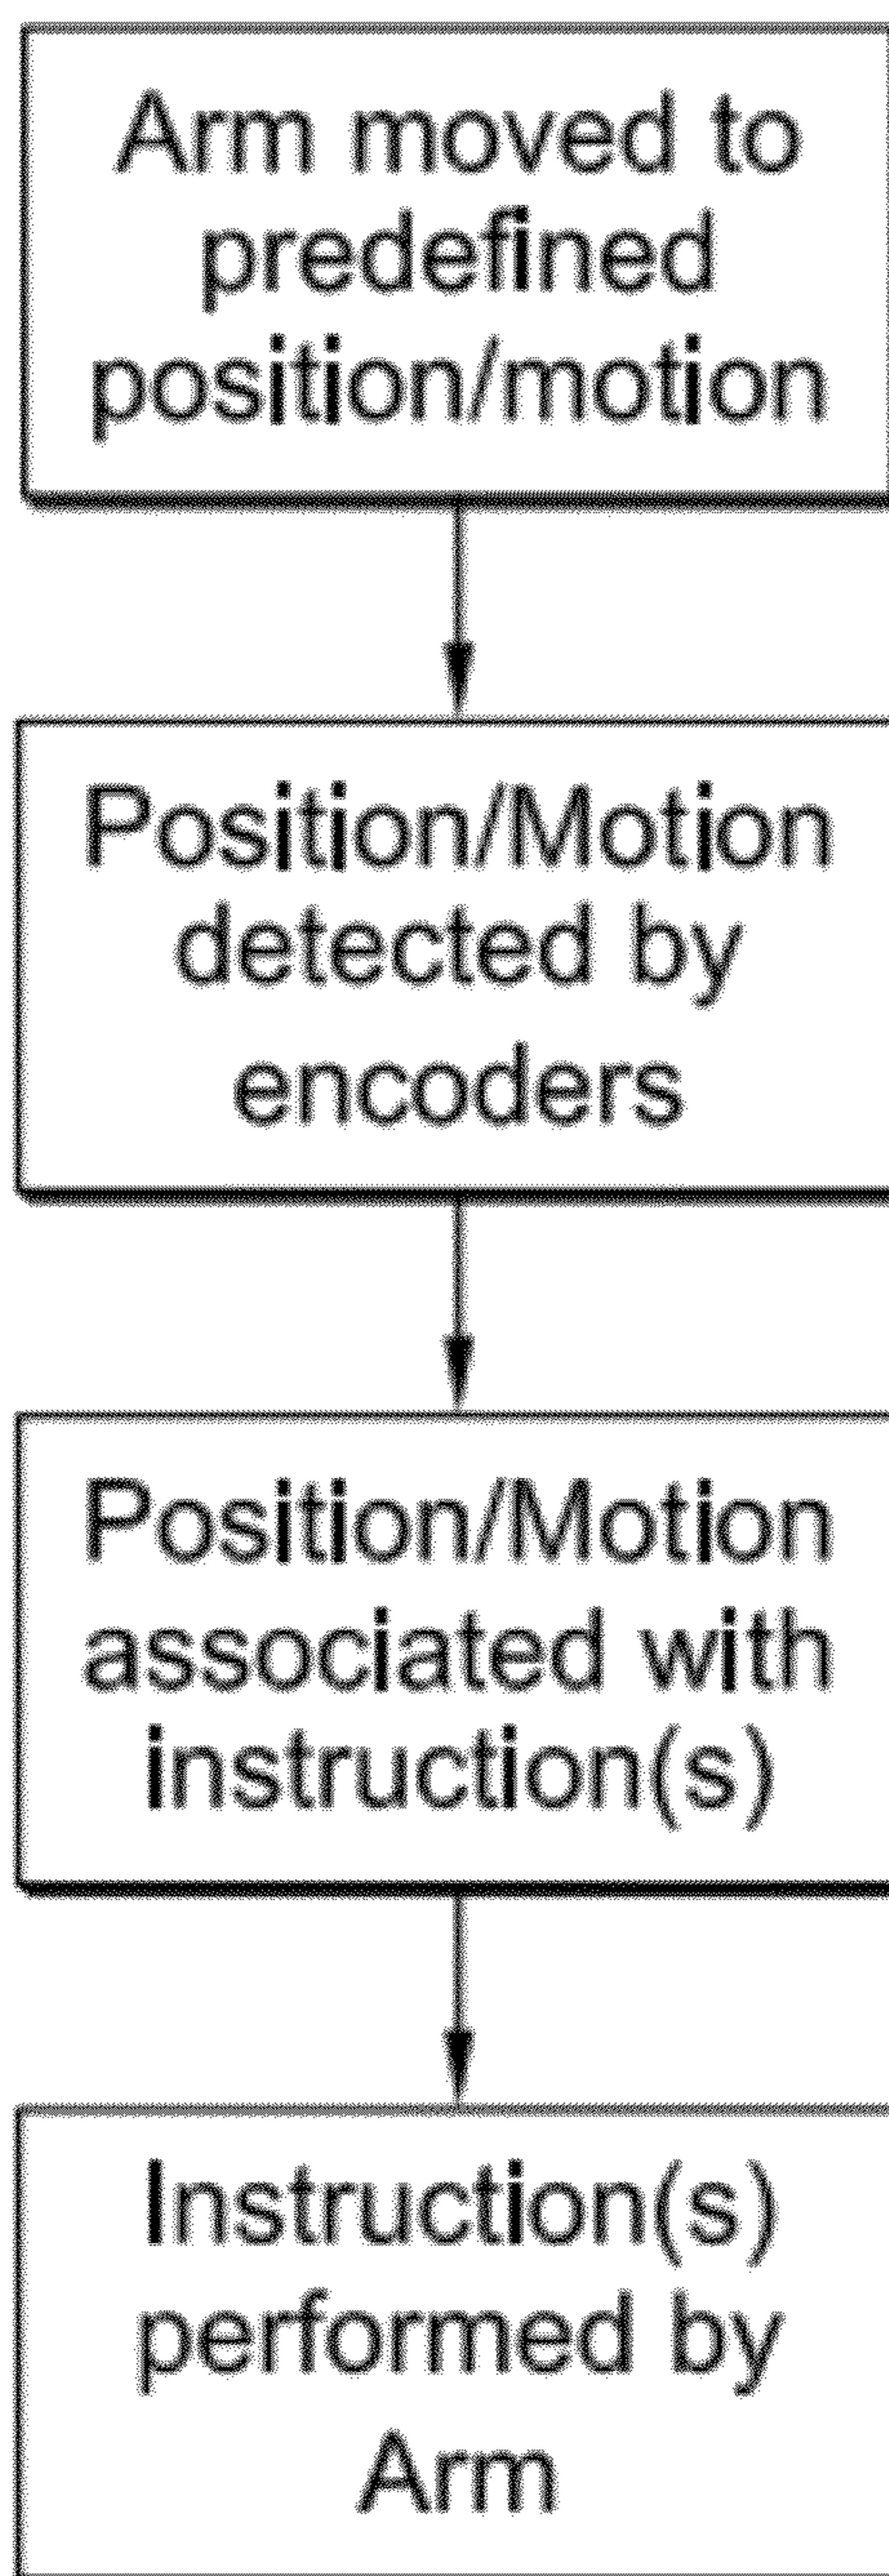 Arm moved to
predefined
position/motion
Position/Motion
detected by
encoders
Position/Motion
associated with
instruction(s)
Instruction(s)
performed by
Arm